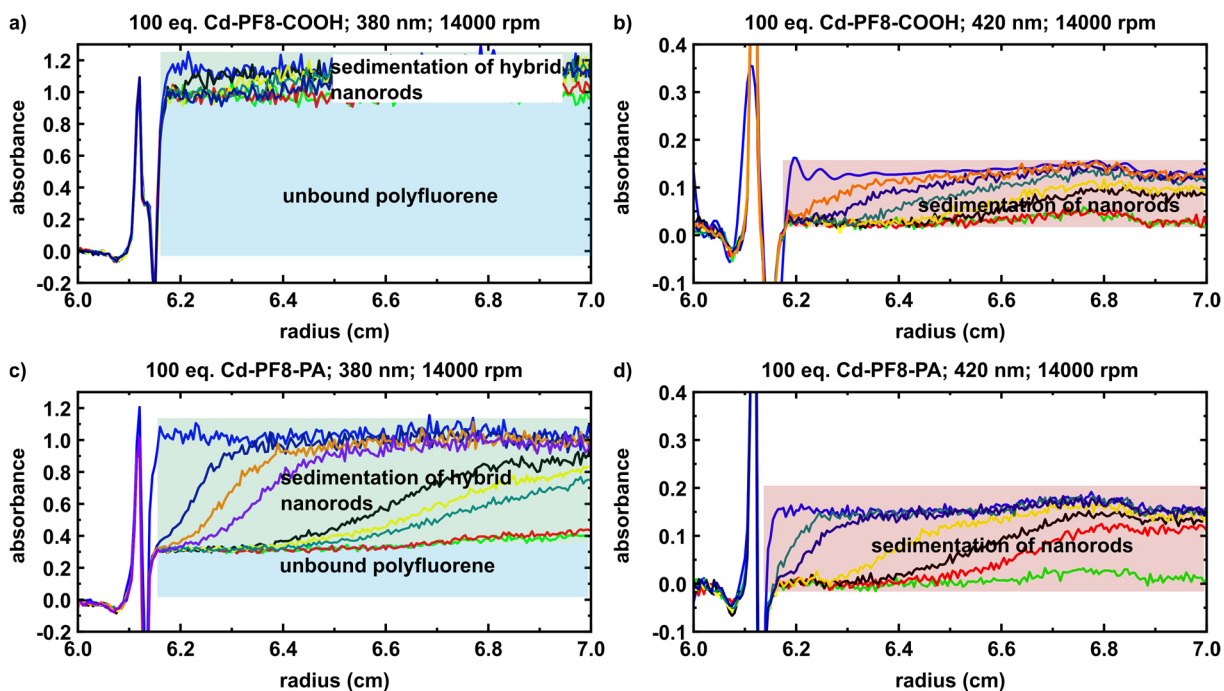 a)
100 eq. Cd-PF8-COOH; 380 nm; 14000 rpm
absorbance
1.2
1.0
0.8
0.6
0.4
0.2
0.0
-0.2
sedimentation of hybrid
nanorods
unbound polyfluorene
6.0 6.2 6.4 6.6 6.8 7.0
radius (cm)
b)
100 eq. Cd-PF8-COOH; 420 nm; 14000 rpm
absorbance
0.4
0.3
0.2
0.1
0.0
-0.1
sedimentation of nanorods
6.0 6.2 6.4 6.6 6.8 7.0
radius (cm)
c)
100 eq. Cd-PF8-PA; 380 nm; 14000 rpm
absorbance
1.2
1.0
0.8
0.6
0.4
0.2
0.0
-0.2
sedimentation of hybrid
nanorods
unbound polyfluorene
6.0 6.2 6.4 6.6 6.8 7.0
radius (cm)
d)
100 eq. Cd-PF8-PA; 420 nm; 14000 rpm
absorbance
0.4
0.3
0.2
0.1
0.0
-0.1
sedimentation of nanorods
6.0 6.2 6.4 6.6 6.8 7.0
radius (cm)